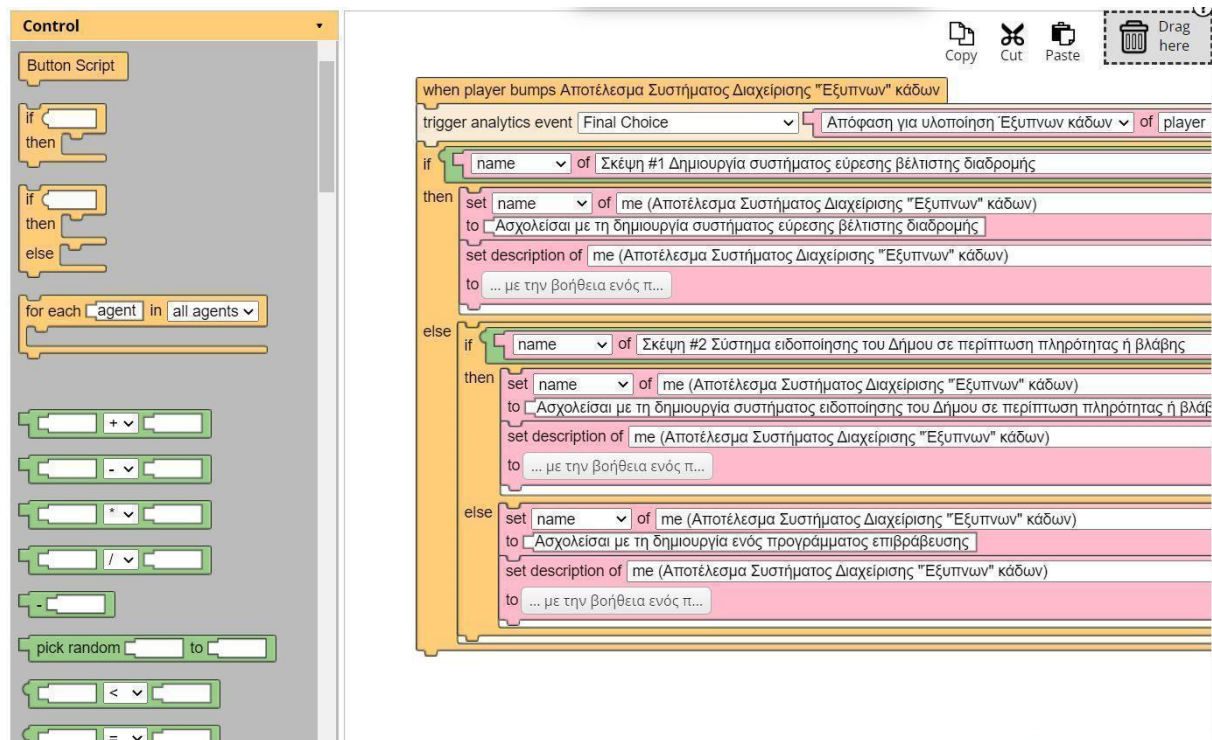 Control
Button Script
if
then
if
then
else
for each agent in all agents
+
-
*
/
-
pick random to
<
=
Copy
Cut
Paste
Drag
here
when player bumps Αποτέλεσμα Συστήματος Διαχείρισης "Έξυπνων" κάδων
trigger analytics event Final Choice Απόφαση για υλοποίηση Έξυπνων κάδων of player
if name of Σκέψη #1 Δημιουργία συστήματος εύρεσης βέλτιστης διαδρομής
then set name of me (Αποτέλεσμα Συστήματος Διαχείρισης "Έξυπνων" κάδων)
to Ασχολείσαι με τη δημιουργία συστήματος εύρεσης βέλτιστης διαδρομής
set description of me (Αποτέλεσμα Συστήματος Διαχείρισης "Έξυπνων" κάδων)
to ... με την βοήθεια ενός π...
else if name of Σκέψη #2 Σύστημα ειδοποίησης του Δήμου σε περίπτωση πληρότητας ή βλάβης
then set name of me (Αποτέλεσμα Συστήματος Διαχείρισης "Έξυπνων" κάδων)
to Ασχολείσαι με τη δημιουργία συστήματος ειδοποίησης του Δήμου σε περίπτωση πληρότητας ή
set description of me (Αποτέλεσμα Συστήματος Διαχείρισης "Έξυπνων" κάδων)
to ... με την βοήθεια ενός π...
else set name of me (Αποτέλεσμα Συστήματος Διαχείρισης "Έξυπνων" κάδων)
to Ασχολείσαι με τη δημιουργία ενός προγράμματος επιβράβευσης
set description of me (Αποτέλεσμα Συστήματος Διαχείρισης "Έξυπνων" κάδων)
to ... με την βοήθεια ενός π...